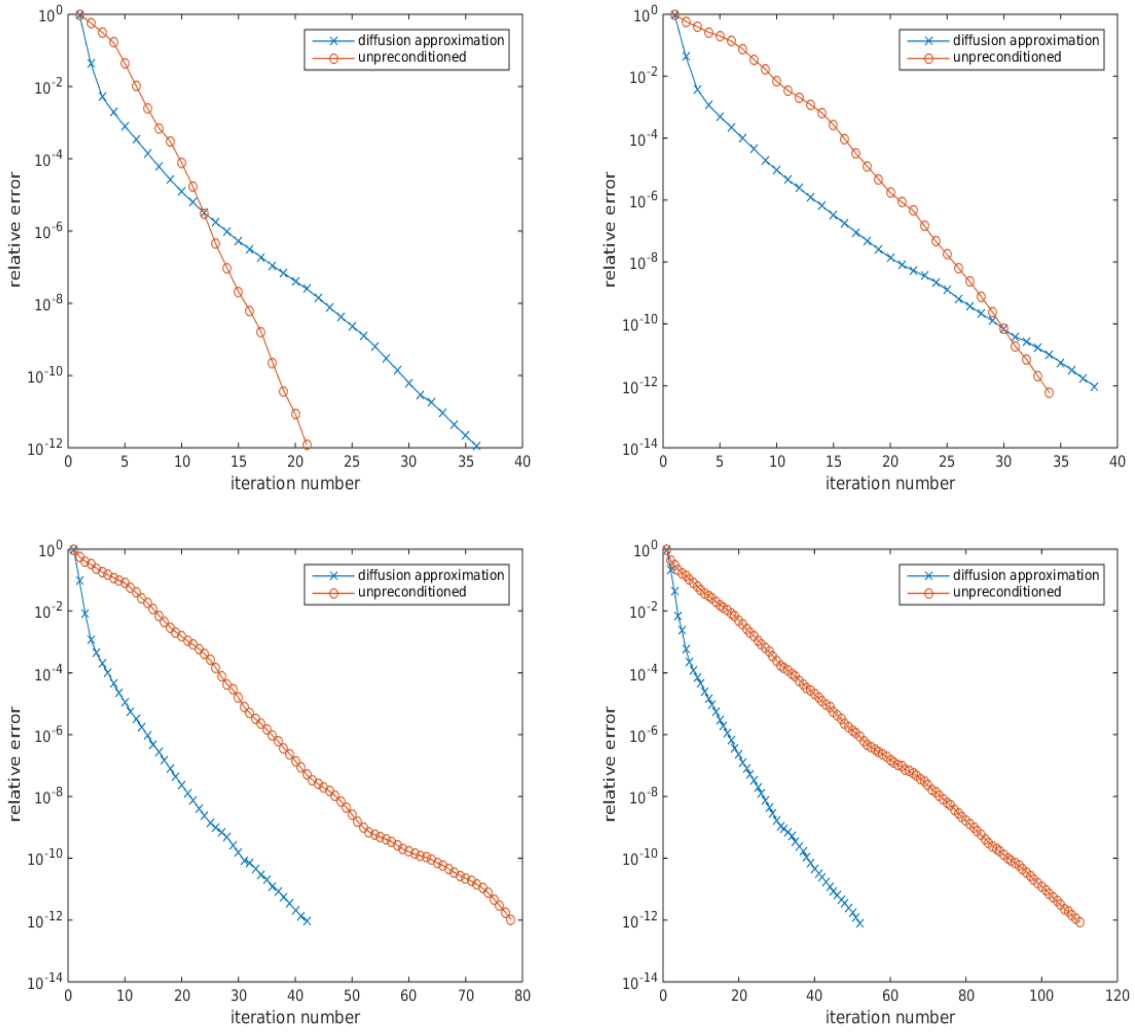 10^0
10^-2
10^-4
10^-6
10^-8
10^-10
10^-12
relative error
0 5 10 15 20 25 30 35 40
iteration number
diffusion approximation
unpreconditioned
10^0
10^-2
10^-4
10^-6
10^-8
10^-10
10^-12
10^-14
relative error
0 5 10 15 20 25 30 35 40
iteration number
diffusion approximation
unpreconditioned
10^0
10^-2
10^-4
10^-6
10^-8
10^-10
10^-12
10^-14
relative error
0 10 20 30 40 50 60 70 80
iteration number
diffusion approximation
unpreconditioned
10^0
10^-2
10^-4
10^-6
10^-8
10^-10
10^-12
10^-14
relative error
0 20 40 60 80 100 120
iteration number
diffusion approximation
unpreconditioned